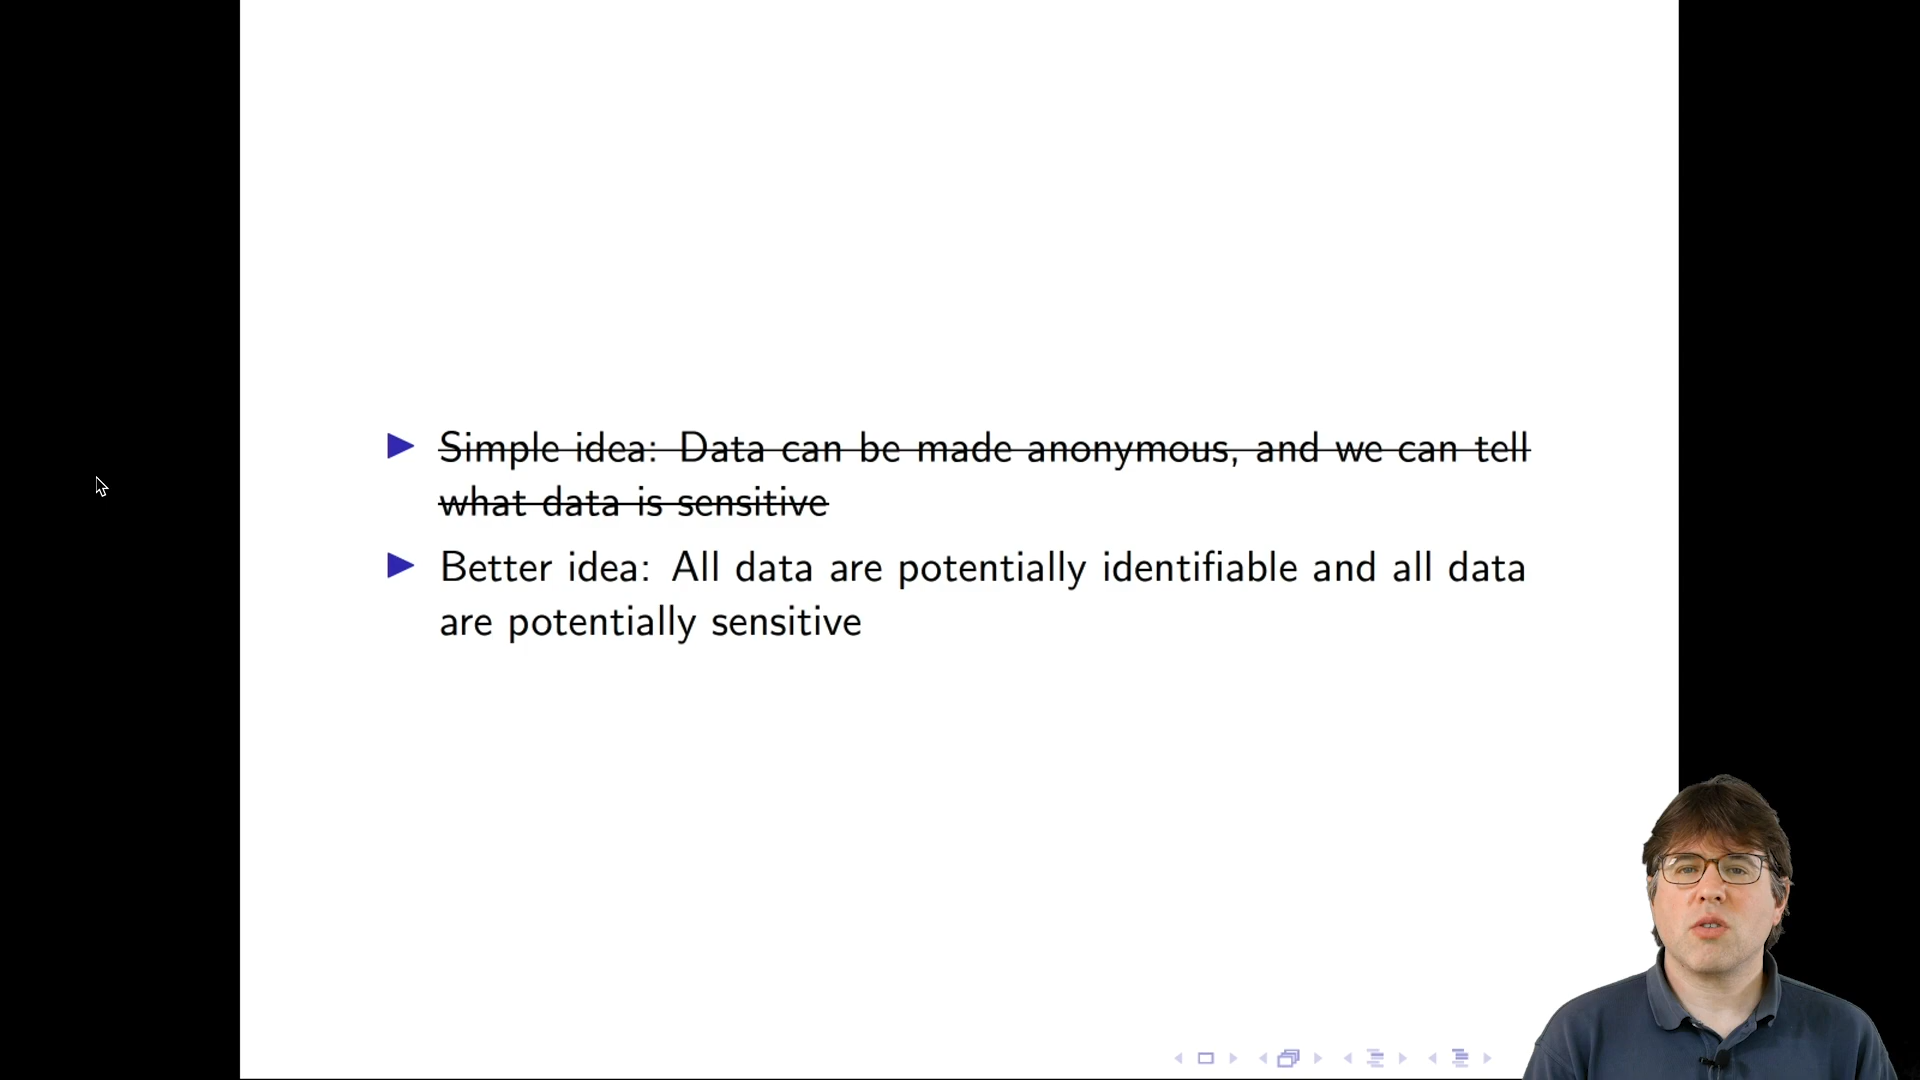 Simple idea: Data can be made anonymous, and we can tell
what data is sensitive
Better idea: All data are potentially identifiable and all data
are potentially sensitive